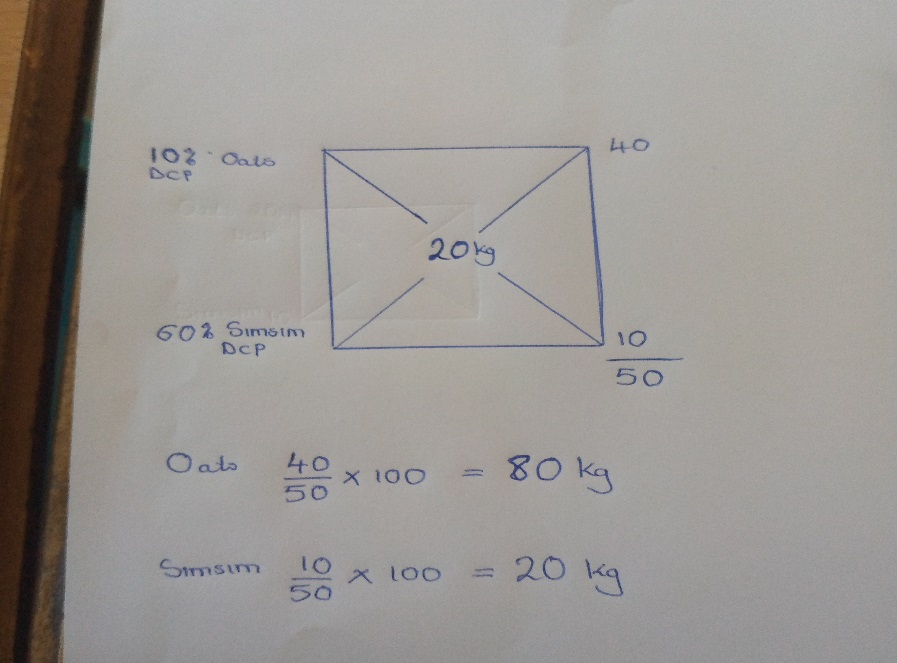 10% Oats 40
DCP
20kg
60% Simsim 10
DCP 50
Oats 40/50 × 100 = 80 kg
Simsim 10/50 × 100 = 20 kg